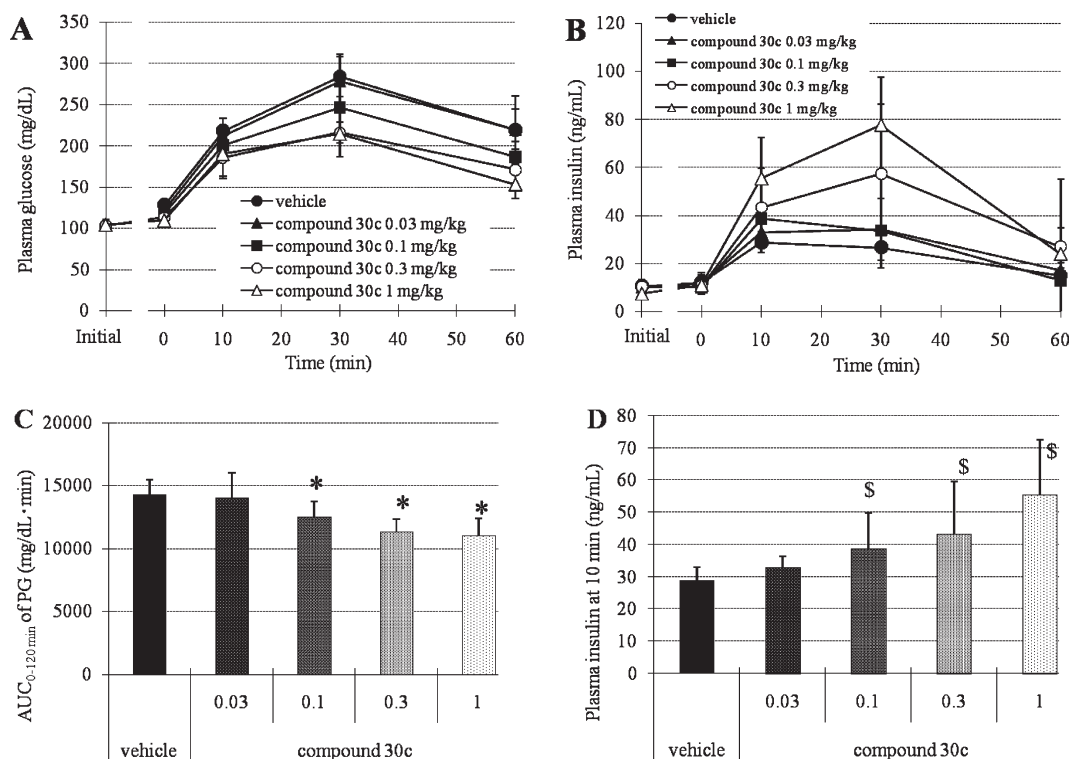 A
Plasma glucose (mg/dL)
350
300
250
200
150
100
50
0
vehicle
compound 30c 0.03 mg/kg
compound 30c 0.1 mg/kg
compound 30c 0.3 mg/kg
compound 30c 1 mg/kg
Initial 0 10 20 30 40 50 60
Time (min)
B
Plasma insulin (ng/mL)
120
100
80
60
40
20
0
vehicle
compound 30c 0.03 mg/kg
compound 30c 0.1 mg/kg
compound 30c 0.3 mg/kg
compound 30c 1 mg/kg
Initial 0 10 20 30 40 50 60
Time (min)
C
AUC0-120 min of PG (mg/dL·min)
20000
15000
10000
5000
0
* * *
0.03 0.1 0.3 1
vehicle compound 30c
D
Plasma insulin at 10 min (ng/mL)
80
70
60
50
40
30
20
10
0
$ $ $
0.03 0.1 0.3 1
vehicle compound 30c